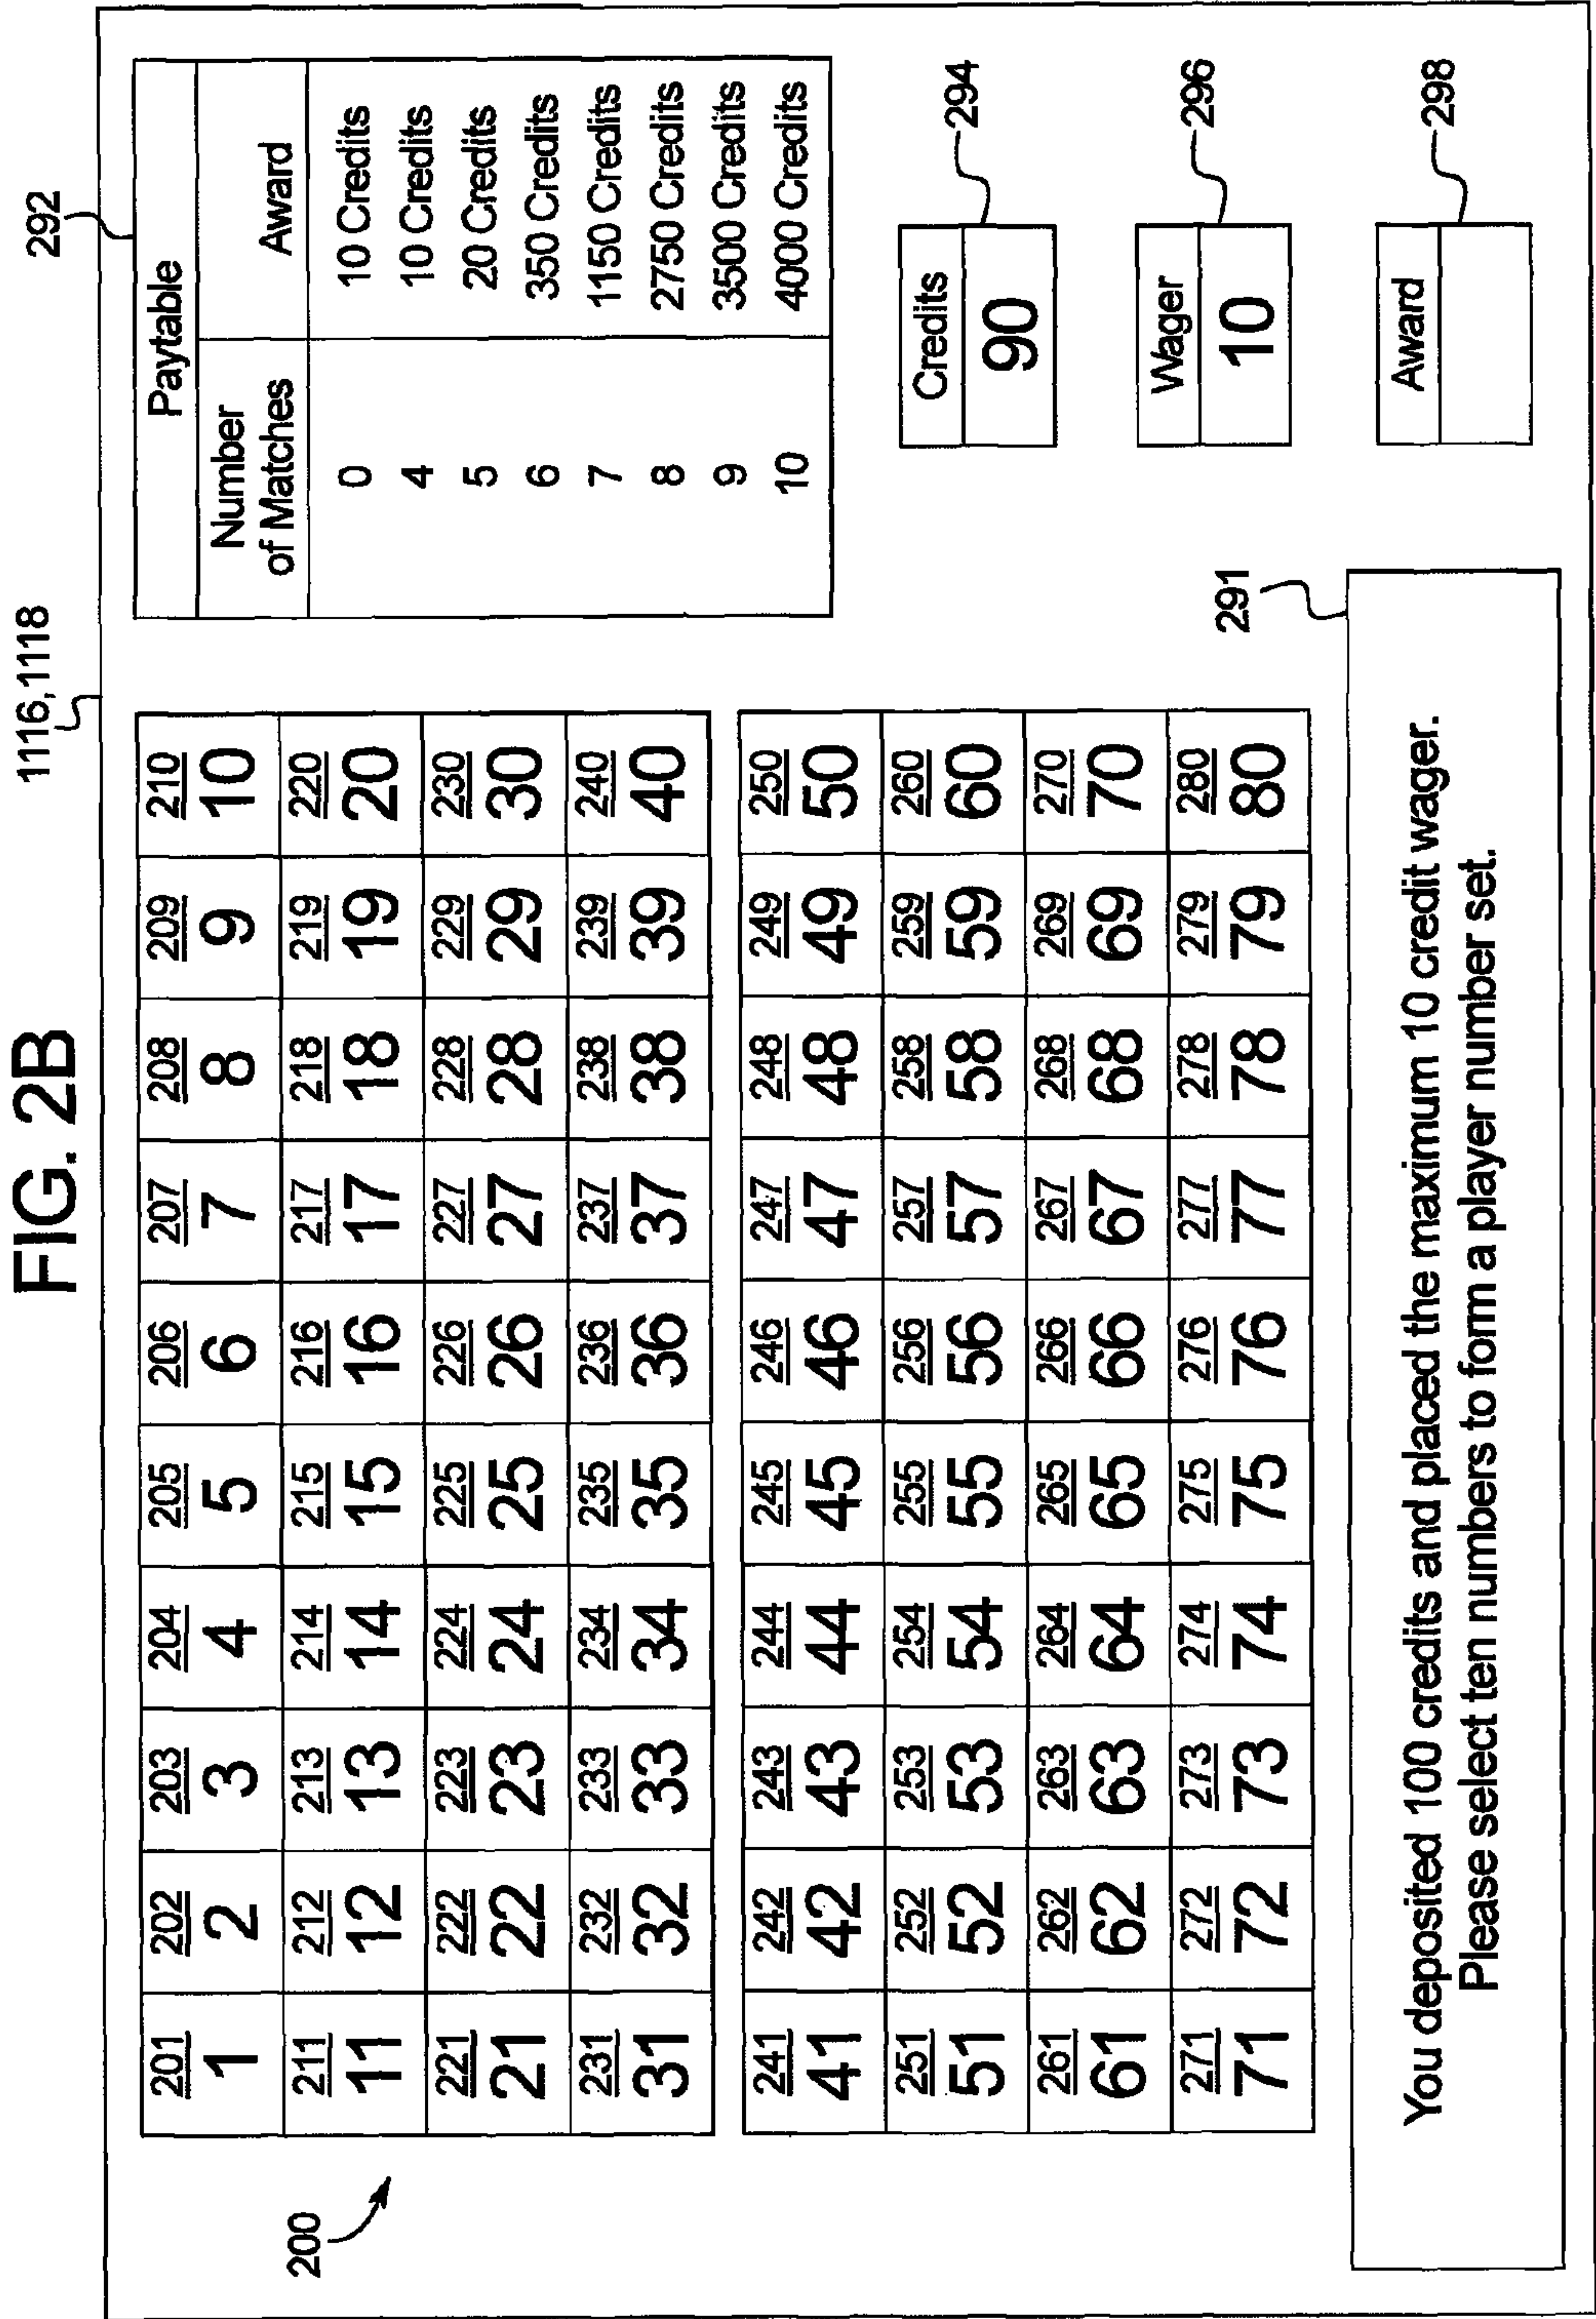 FIG. 2B
1116,1118
200
201 202 203 204 205 206 207 208 209 210
1 2 3 4 5 6 7 8 9 10
211 212 213 214 215 216 217 218 219 220
11 12 13 14 15 16 17 18 19 20
221 222 223 224 225 226 227 228 229 230
21 22 23 24 25 26 27 28 29 30
231 232 233 234 235 236 237 238 239 240
31 32 33 34 35 36 37 38 39 40
241 242 243 244 245 246 247 248 249 250
41 42 43 44 45 46 47 48 49 50
251 252 253 254 255 256 257 258 259 260
51 52 53 54 55 56 57 58 59 60
261 262 263 264 265 266 267 268 269 270
61 62 63 64 65 66 67 68 69 70
271 272 273 274 275 276 277 278 279 280
71 72 73 74 75 76 77 78 79 80
292
Paytable
Number
of Matches
Award
0 10 Credits
4 10 Credits
5 20 Credits
6 350 Credits
7 1150 Credits
8 2750 Credits
9 3500 Credits
10 4000 Credits
Credits
90
294
Wager
10
296
Award
298
291
You deposited 100 credits and placed the maximum 10 credit wager.
Please select ten numbers to form a player number set.